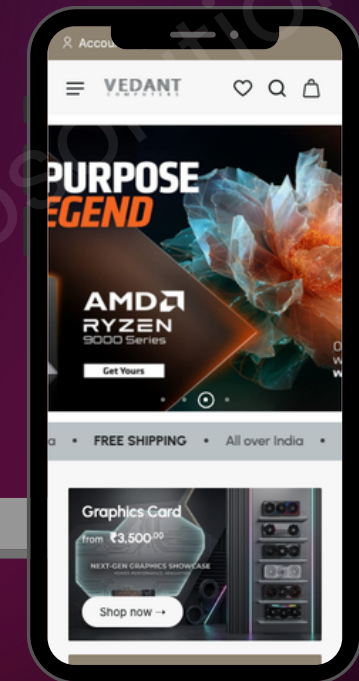 Accou
VEDANT
COMPUTERS
PURPOSE
EGEND
AMD
RYZEN
9000 Series
Get Yours
a • FREE SHIPPING • All over India •
Graphics Card
from ₹3,500.00
NEXT-GEN GRAPHICS SHOWCASE
Shop now →